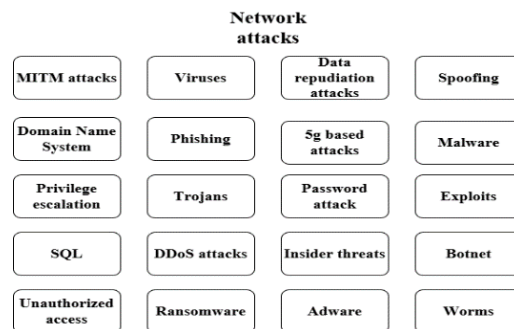 Network
attacks
MITM attacks
Viruses
Data
repudiation
attacks
Spoofing
Domain Name
System
Phishing
5g based
attacks
Malware
Privilege
escalation
Trojans
Password
attack
Exploits
SQL
DDoS attacks
Insider threats
Botnet
Unauthorized
access
Ransomware
Adware
Worms